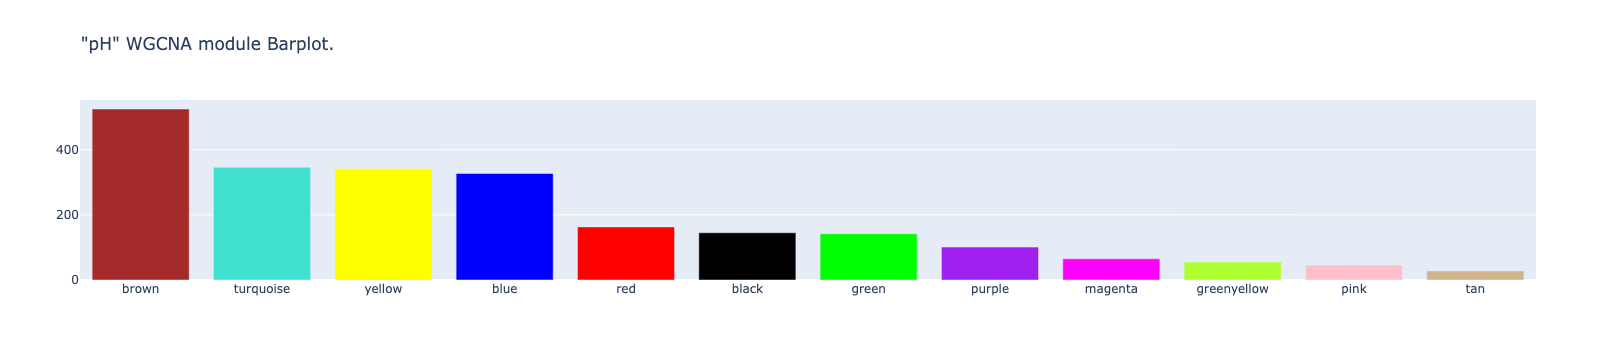 "pH" WGCNA module Barplot.
400
200
0
brown turquoise yellow blue red black green purple magenta greenyellow pink tan